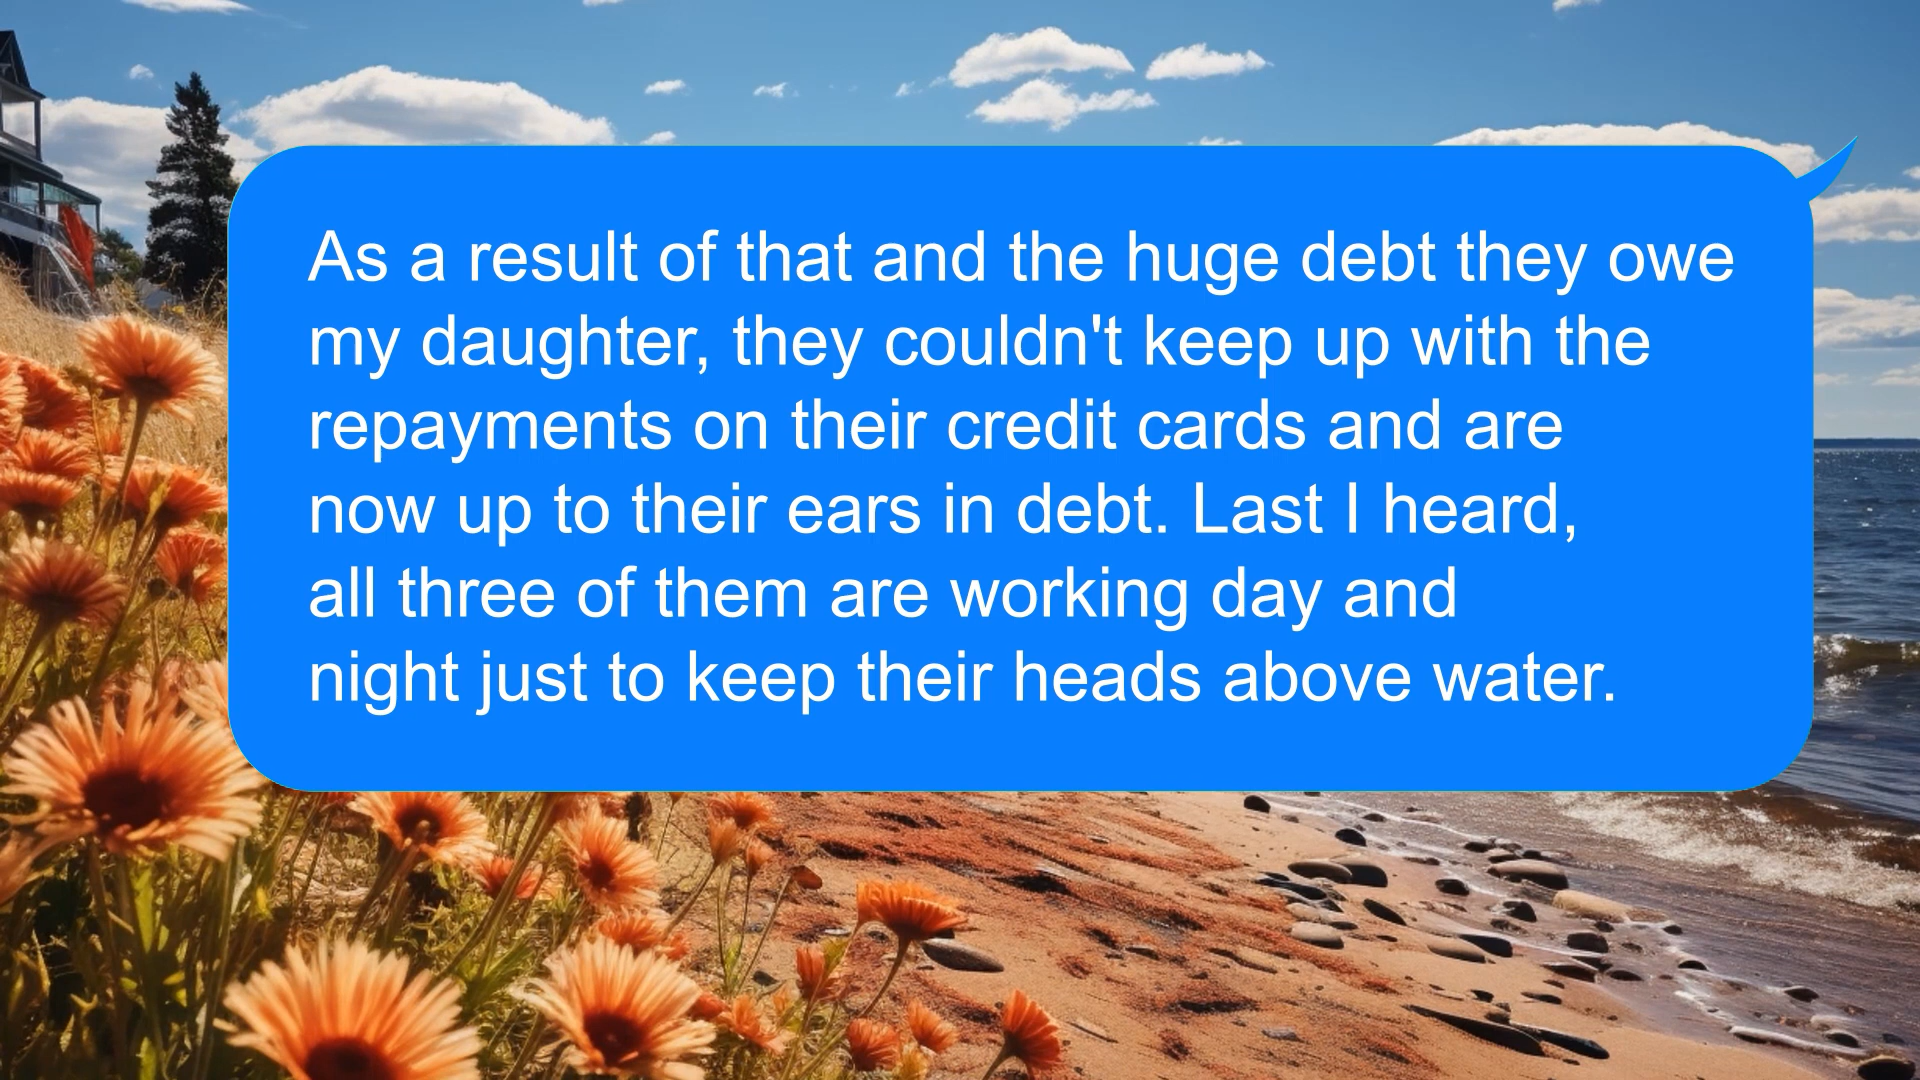 As a result of that and the huge debt they owe
my daughter, they couldn't keep up with the
repayments on their credit cards and are
now up to their ears in debt. Last I heard,
all three of them are working day and
night just to keep their heads above water.